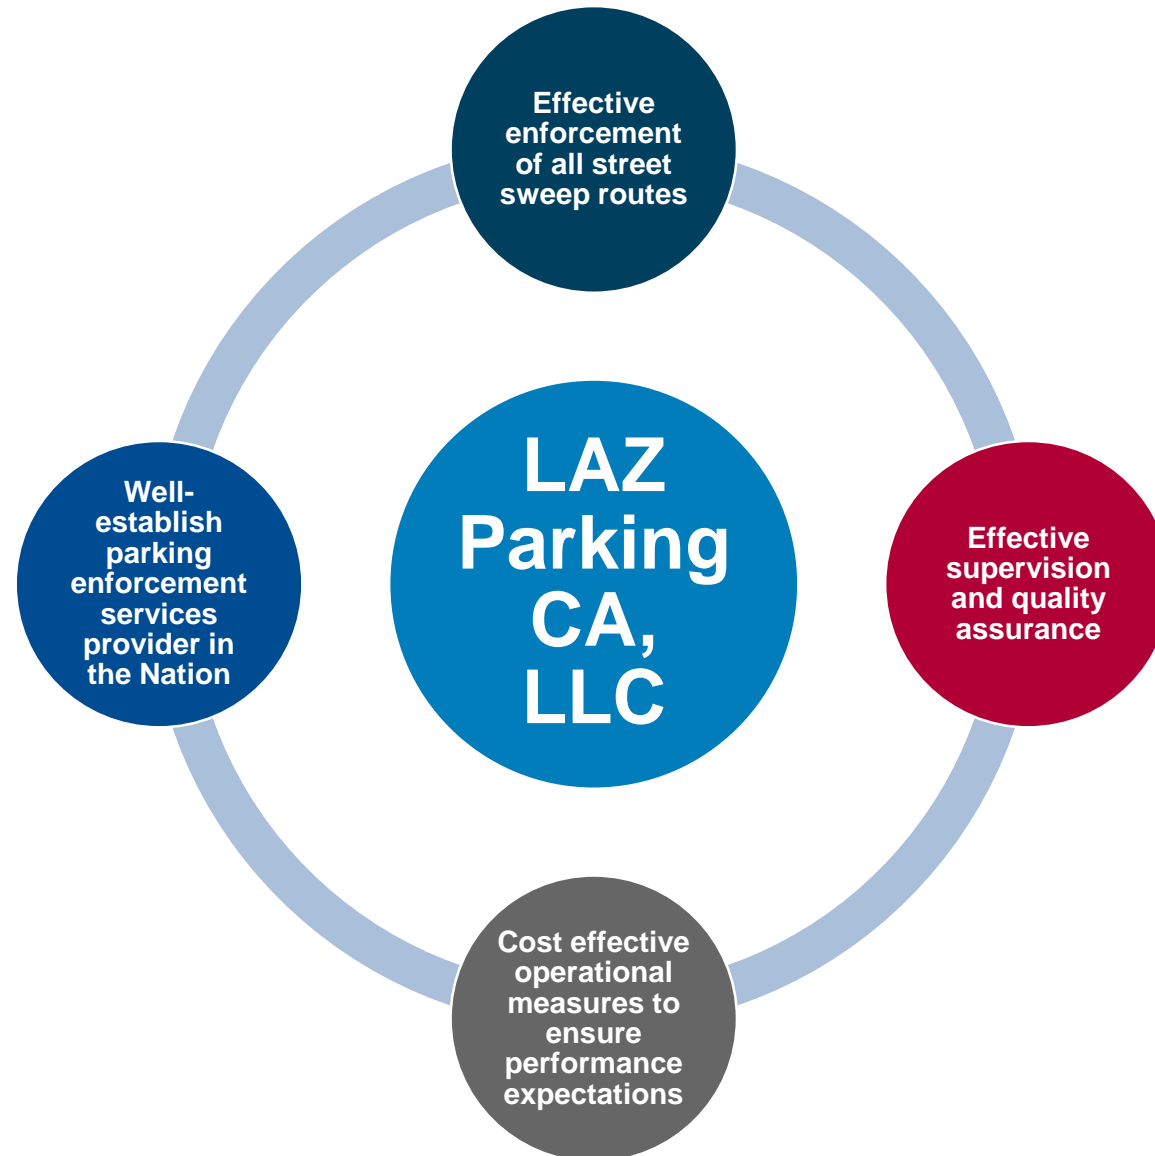 Effective
enforcement
of all street
sweep routes
Well-
establish
parking
enforcement
services
provider in
the Nation
LAZ
Parking
CA,
LLC
Effective
supervision
and quality
assurance
Cost effective
operational
measures to
ensure
performance
expectations